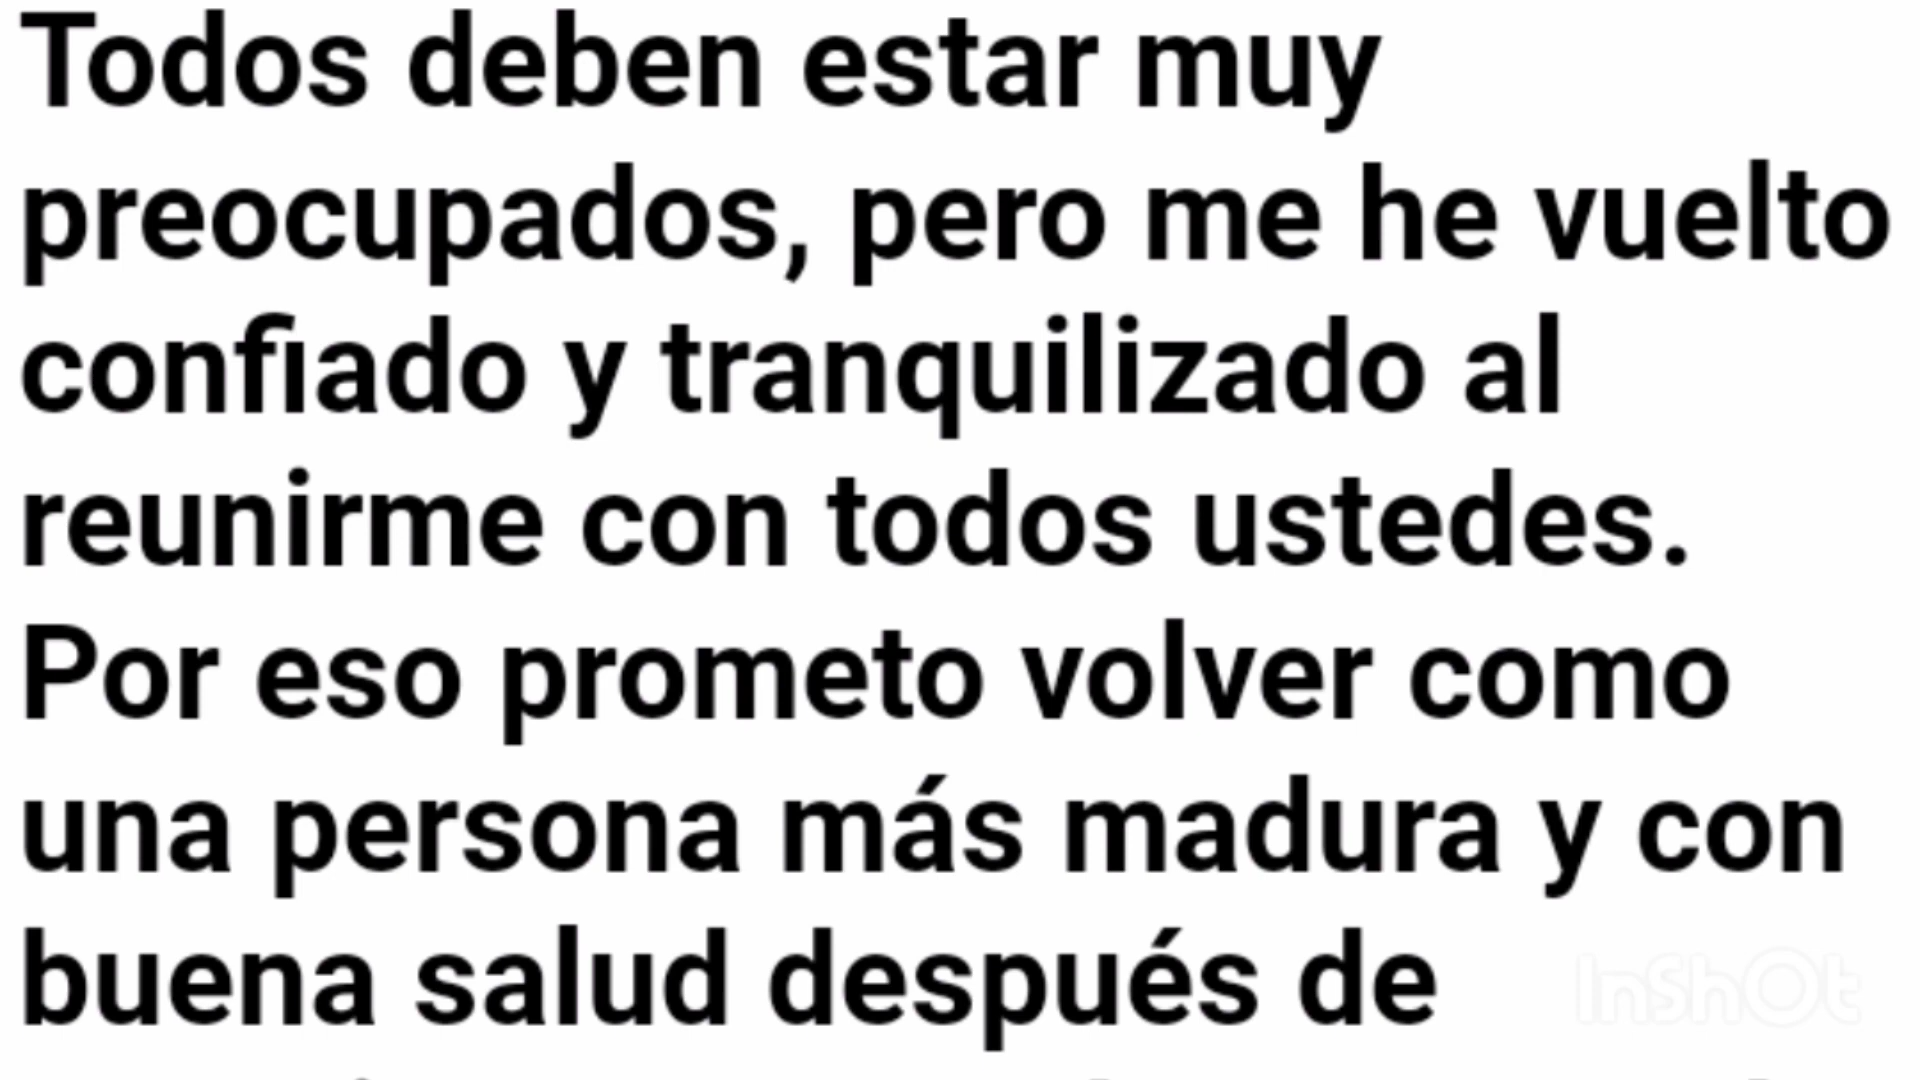 Todos deben estar muy
preocupados, pero me he vuelto
confiado y tranquilizado al
reunirme con todos ustedes.
Por eso prometo volver como
una persona más madura y con
buena salud después de
InShOt